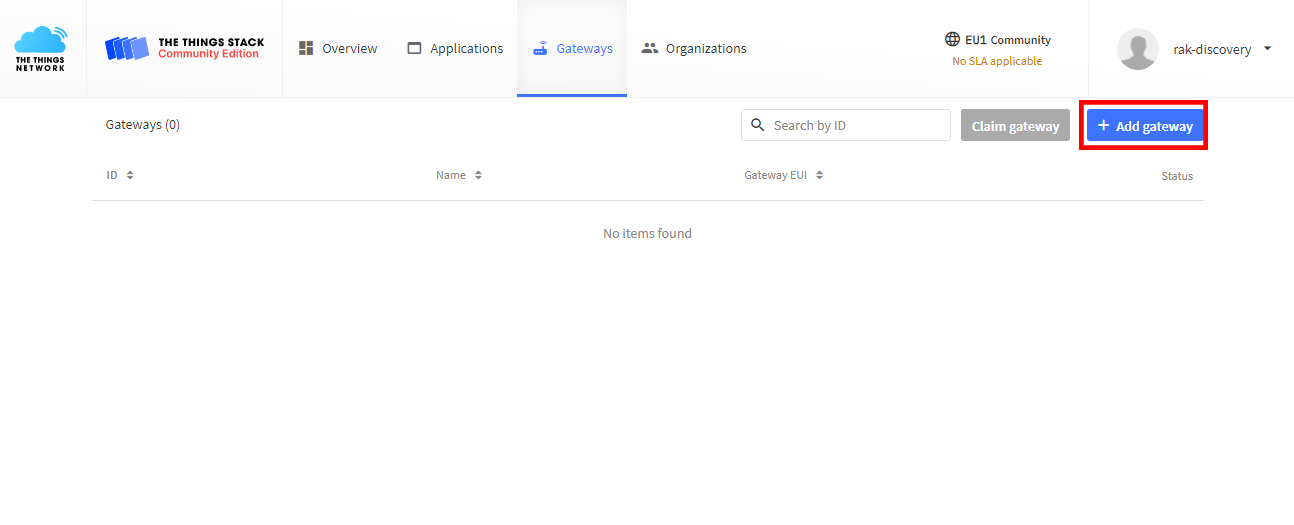 THE THINGS
NETWORK
THE THINGS STACK
Community Edition
Overview
Applications
Gateways
Organizations
EU1 Community
No SLA applicable
rak-discovery
Gateways (0)
Search by ID
Claim gateway
+ Add gateway
ID
Name
Gateway EUI
Status
No items found